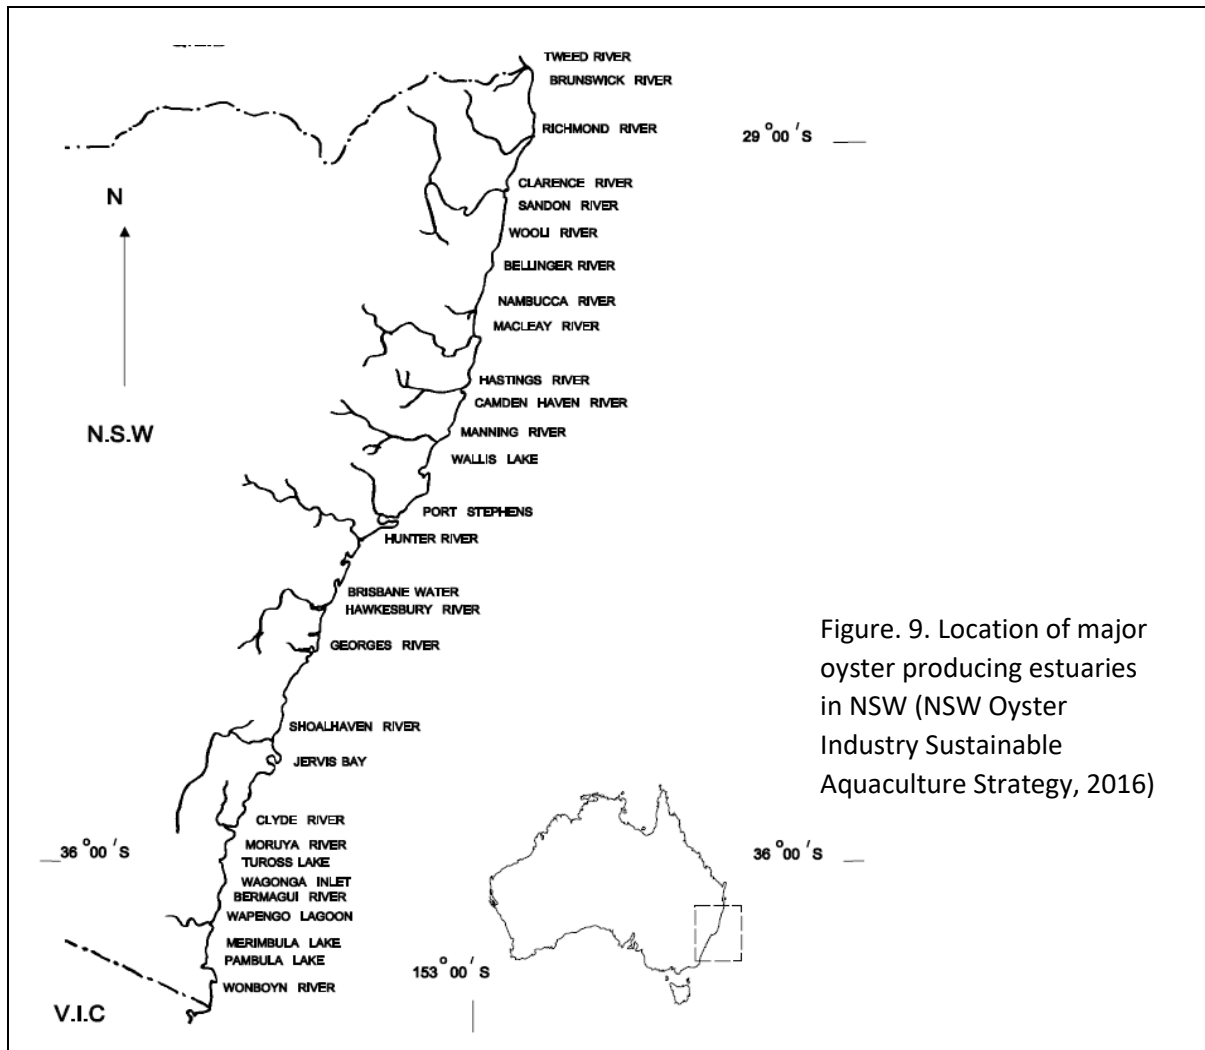 TWEED RIVER
BRUNSWICK RIVER
RICHMOND RIVER
29 °00 ′S
CLARENCE RIVER
N
SANDON RIVER
WOOLI RIVER
BELLINGER RIVER
NAMBUCCA RIVER
MACLEAY RIVER
HASTINGS RIVER
CAMDEN HAVEN RIVER
N.S.W
MANNING RIVER
WALLIS LAKE
PORT STEPHENS
HUNTER RIVER
BRISBANE WATER
HAWKESBURY RIVER
GEORGES RIVER
Figure. 9. Location of major
oyster producing estuaries
in NSW (NSW Oyster
Industry Sustainable
Aquaculture Strategy, 2016)
SHOALHAVEN RIVER
JERVIS BAY
CLYDE RIVER
MORUYA RIVER
36 °00 ′S
36 °00 ′S
TUROSS LAKE
WAGONGA INLET
BERMAGUI RIVER
WAPENGO LAGOON
MERIMBULA LAKE
PAMBULA LAKE
153 °00 ′S
WONBOYN RIVER
V.I.C